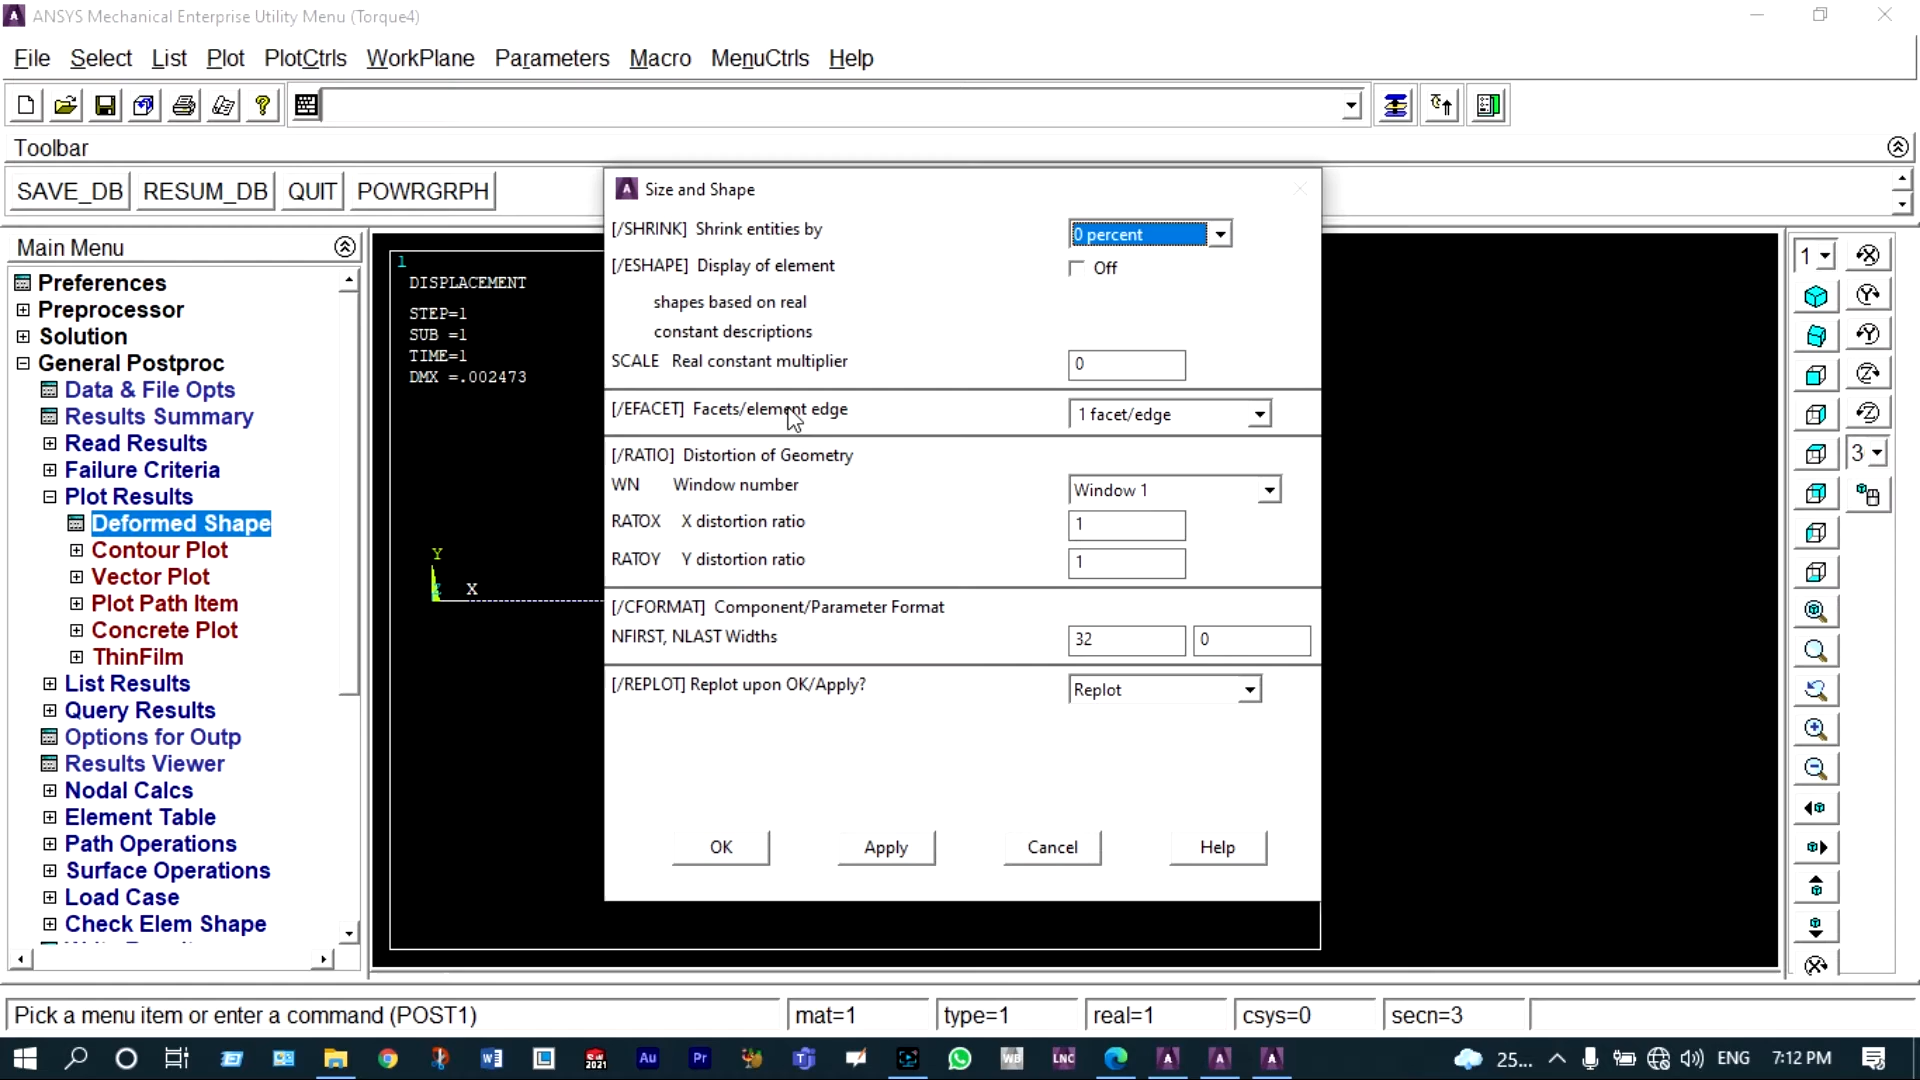 ANSYS Mechanical Enterprise Utility Menu (Torque4)
File Select List Plot PlotCtrls WorkPlane Parameters Macro MenuCtrls Help
Toolbar
SAVE_DB RESUM_DB QUIT POWRGRPH
Main Menu
Preferences
Preprocessor
Solution
General Postproc
Data & File Opts
Results Summary
Read Results
Failure Criteria
Plot Results
Deformed Shape
Contour Plot
Vector Plot
Plot Path Item
Concrete Plot
ThinFilm
List Results
Query Results
Options for Outp
Results Viewer
Nodal Calcs
Element Table
Path Operations
Surface Operations
Load Case
Check Elem Shape
1
DISPLACEMENT
STEP=1
SUB =1
TIME=1
DMX =.002473
Y
X
Size and Shape
[/SHRINK] Shrink entities by 0 percent
[/ESHAPE] Display of element Off
shapes based on real
constant descriptions
SCALE Real constant multiplier 0
[/EFACET] Facets/element edge 1 facet/edge
[/RATIO] Distortion of Geometry
WN Window number Window 1
RATOX X distortion ratio 1
RATOY Y distortion ratio 1
[/CFORMAT] Component/Parameter Format
NFIRST, NLAST Widths 32 0
[/REPLOT] Replot upon OK/Apply? Replot
OK Apply Cancel Help
1
3
Pick a menu item or enter a command (POST1) mat=1 type=1 real=1 csys=0 secn=3
SW 2021 Au Pr WB LNC 25... ENG 7:12 PM